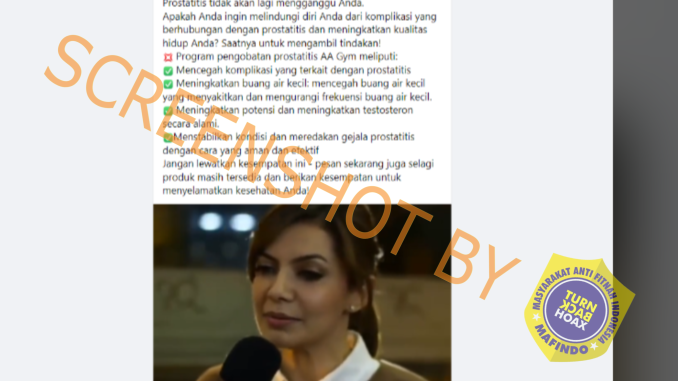 Prostatitis tidak akan lagi mengganggu Anda.
Apakah Anda ingin melindungi diri Anda dari komplikasi yang
berhubungan dengan prostatitis dan meningkatkan kualitas
hidup Anda? Saatnya untuk mengambil tindakan!
💢 Program pengobatan prostatitis AA Gym meliputi:
✅ Mencegah komplikasi yang terkait dengan prostatitis
✅ Meningkatkan buang air kecil: mencegah buang air kecil
yang menyakitkan dan mengurangi frekuensi buang air kecil.
✅ Meningkatkan potensi dan meningkatkan testosteron
secara alami.
✅Menstabilkan kondisi dan meredakan gejala prostatitis
dengan cara yang aman dan efektif
Jangan lewatkan kesempatan ini - pesan sekarang juga selagi
produk masih tersedia dan berikan kesempatan untuk
menyelamatkan kesehatan Anda!
SCREENSHOT BY
MASYARAKAT ANTI FITNAH INDONESIA
TURN
BACK
HOAX
MAFINDO